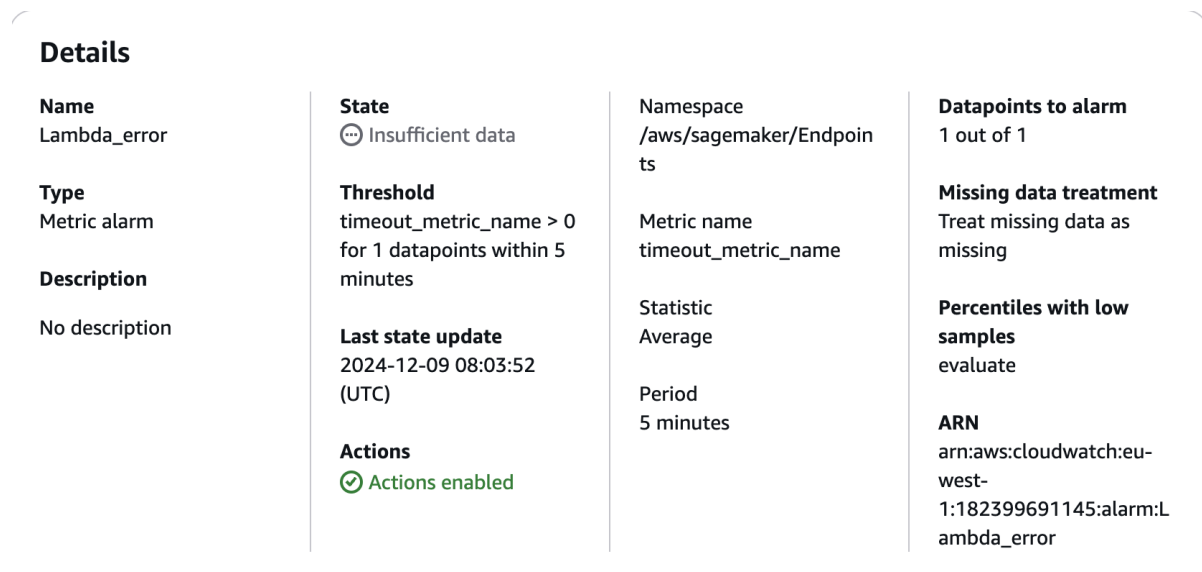 Details
Name
Lambda_error
Type
Metric alarm
Description
No description
State
Insufficient data
Threshold
timeout_metric_name > 0
for 1 datapoints within 5
minutes
Last state update
2024-12-09 08:03:52
(UTC)
Actions
Actions enabled
Namespace
/aws/sagemaker/Endpoin
ts
Metric name
timeout_metric_name
Statistic
Average
Period
5 minutes
Datapoints to alarm
1 out of 1
Missing data treatment
Treat missing data as
missing
Percentiles with low
samples
evaluate
ARN
arn:aws:cloudwatch:eu-
west-
1:182399691145:alarm:L
ambda_error